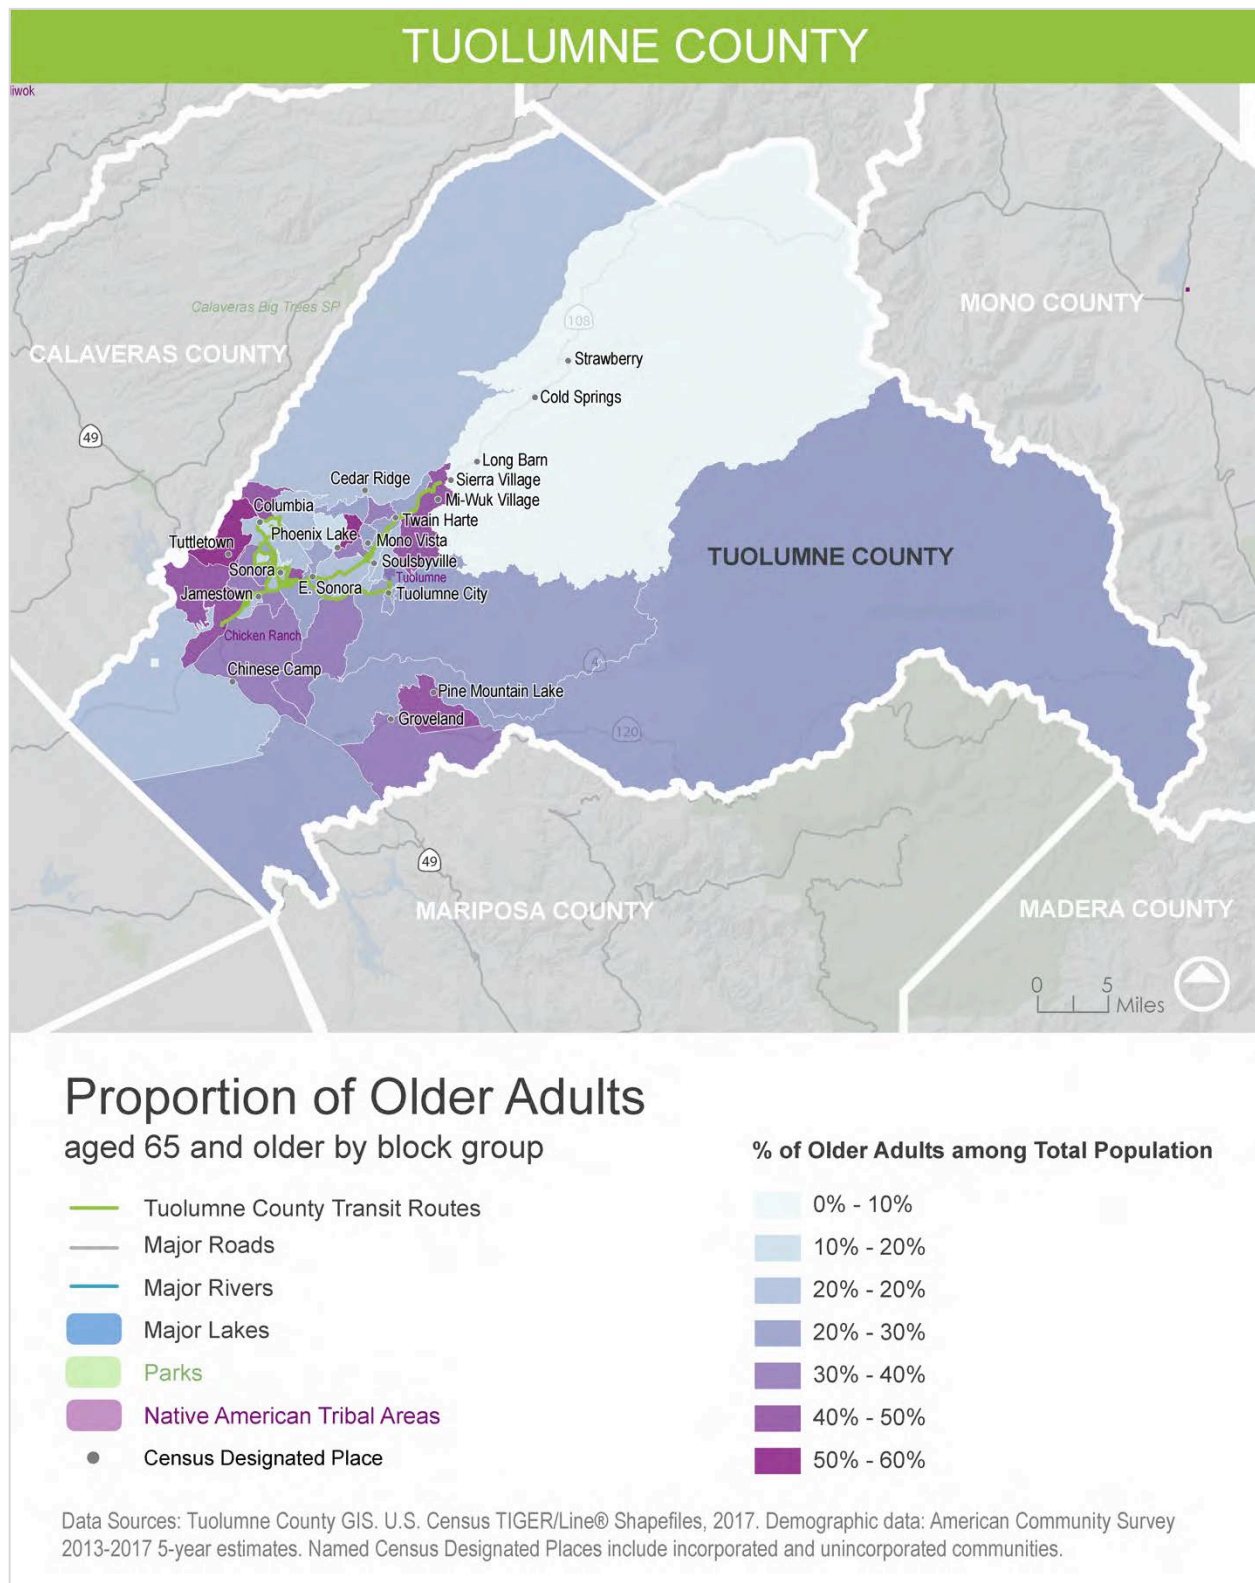 TUOLUMNE COUNTY
iwok
Calaveras Big Trees SP
MONO COUNTY
108
CALAVERAS COUNTY
Strawberry
Cold Springs
49
Long Barn
Cedar Ridge
Sierra Village
Mi-Wuk Village
Columbia
Twain Harte
Phoenix Lake
Tuttletown
Mono Vista
TUOLSUMNE COUNTY
Soulsbyville
Sonora
Tuolumne
E. Sonora
Jamestown
Tuolumne City
Chicken Ranch
Chinese Camp
4
Pine Mountain Lake
Groveland
120
49
MARIPOSA COUNTY
MADERA COUNTY
0 5
Miles
Proportion of Older Adults
aged 65 and older by block group
Tuolumne County Transit Routes
Major Roads
Major Rivers
Major Lakes
Parks
Native American Tribal Areas
Census Designated Place
% of Older Adults among Total Population
0% - 10%
10% - 20%
20% - 20%
20% - 30%
30% - 40%
40% - 50%
50% - 60%
Data Sources: Tuolumne County GIS. U.S. Census TIGER/Line® Shapefiles, 2017. Demographic data: American Community Survey
2013-2017 5-year estimates. Named Census Designated Places include incorporated and unincorporated communities.